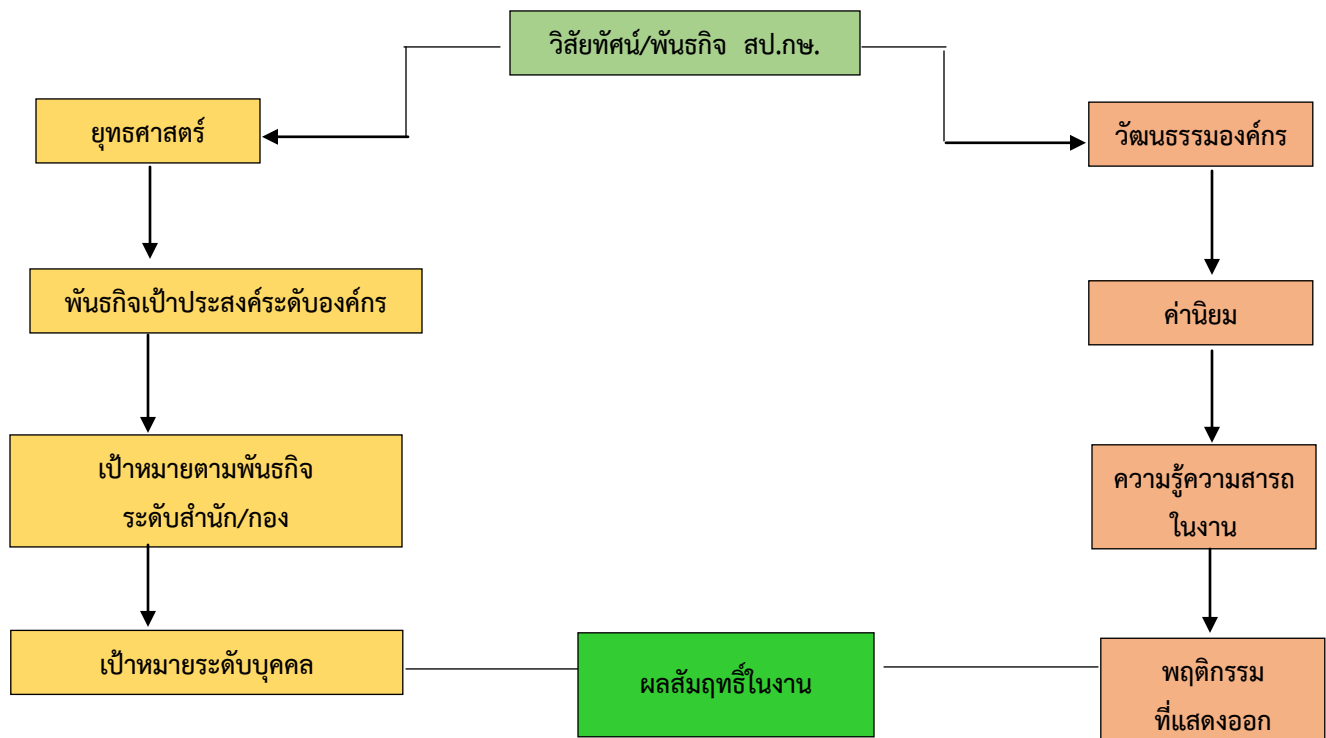 วิสัยทัศน์/พันธกิจ สป.กษ.
ยุทธศาสตร์
วัฒนธรรมองค์กร
พันธกิจเป้าประสงค์ระดับองค์กร
ค่านิยม
เป้าหมายตามพันธกิจ
ระดับสำนัก/กอง
ความรู้ความสารถ
ในงาน
เป้าหมายระดับบุคคล
ผลสัมฤทธิ์ในงาน
พฤติกรรม
ที่แสดงออก